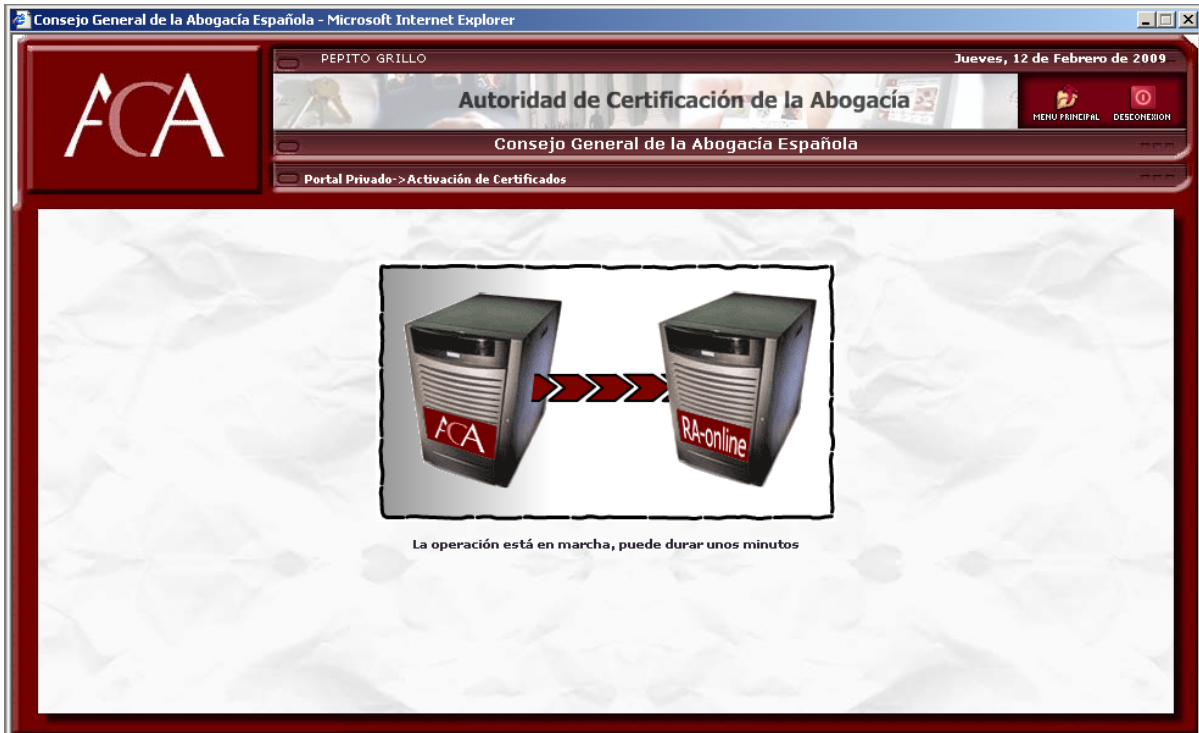 Consejo General de la Abogacía Española - Microsoft Internet Explorer
ACA
PEPITO GRILLO
Jueves, 12 de Febrero de 2009
Autoridad de Certificación de la Abogacía
MENU PRINCIPAL
DESCONEXION
Consejo General de la Abogacía Española
Portal Privado->Activación de Certificados
ACA
RA-online
La operación está en marcha, puede durar unos minutos